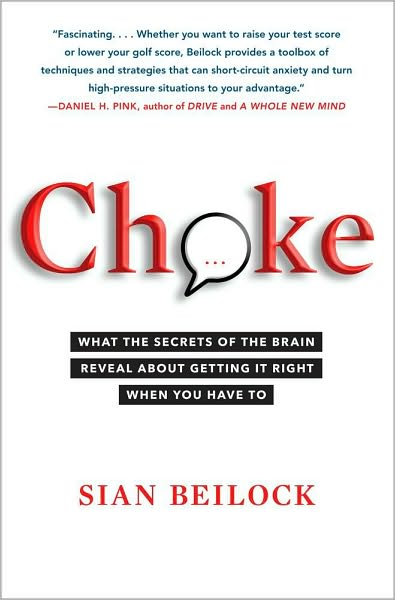 “Fascinating. . . . Whether you want to raise your test score
or lower your golf score, Beilock provides a toolbox of
techniques and strategies that can short-circuit anxiety and turn
high-pressure situations to your advantage.”
—DANIEL H. PINK, author of DRIVE and A WHOLE NEW MIND
Ch...ke
WHAT THE SECRETS OF THE BRAIN
REVEAL ABOUT GETTING IT RIGHT
WHEN YOU HAVE TO
SIAN BEILOCK